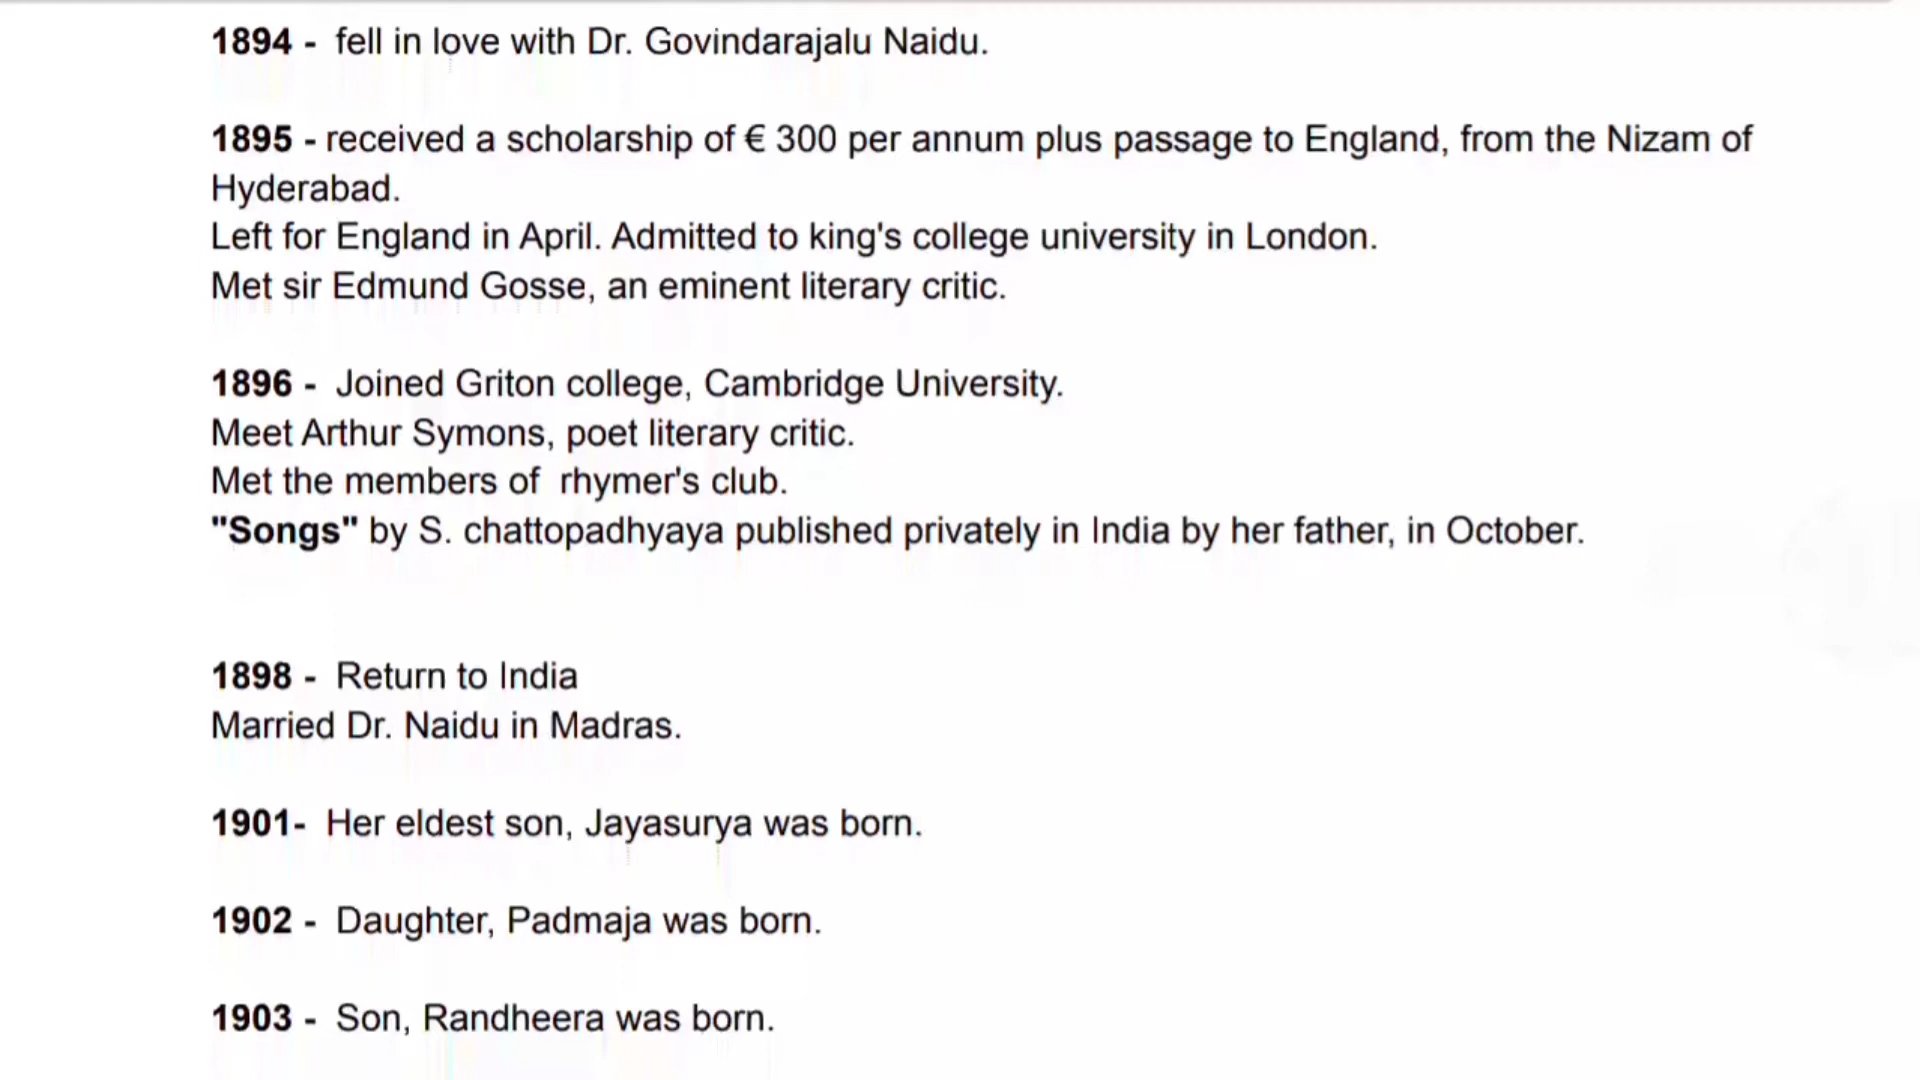 1894 - fell in love with Dr. Govindarajalu Naidu.
1895 - received a scholarship of € 300 per annum plus passage to England, from the Nizam of
Hyderabad.
Left for England in April. Admitted to king's college university in London.
Met sir Edmund Gosse, an eminent literary critic.
1896 - Joined Griton college, Cambridge University.
Meet Arthur Symons, poet literary critic.
Met the members of rhymer's club.
"Songs" by S. chattopadhyaya published privately in India by her father, in October.
1898 - Return to India
Married Dr. Naidu in Madras.
1901- Her eldest son, Jayasurya was born.
1902 - Daughter, Padmaja was born.
1903 - Son, Randheera was born.